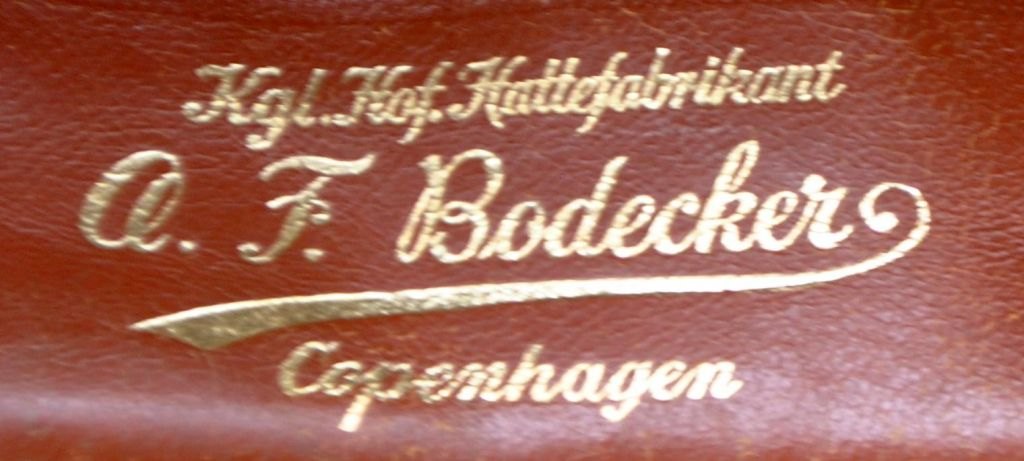 Kgl. Hof. Hattefabrikant
A. F. Bodecker
Copenhagen